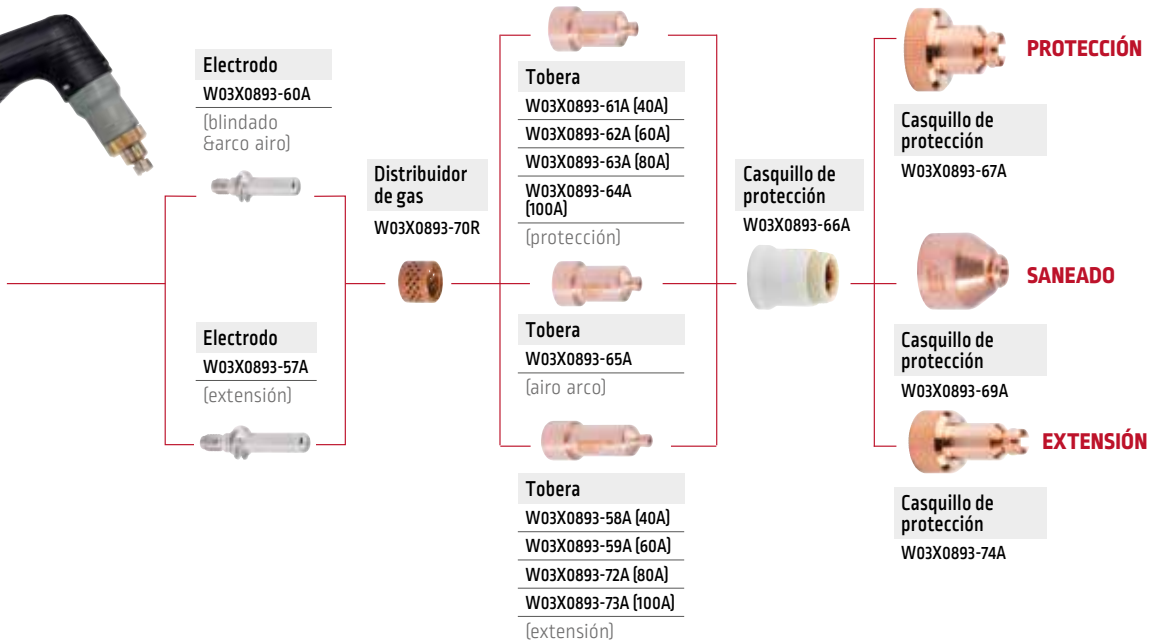 Electrodo
W03X0893-60A
(blindado
&arco airo)
Electrodo
W03X0893-57A
(extensión)
Distribuidor
de gas
W03X0893-70R
Tobera
W03X0893-61A (40A)
W03X0893-62A (60A)
W03X0893-63A (80A)
W03X0893-64A
(100A)
(protección)
Tobera
W03X0893-65A
(airo arco)
Tobera
W03X0893-58A (40A)
W03X0893-59A (60A)
W03X0893-72A (80A)
W03X0893-73A (100A)
(extensión)
Casquillo de
protección
W03X0893-66A
PROTECCIÓN
Casquillo de
protección
W03X0893-67A
SANEADO
Casquillo de
protección
W03X0893-69A
EXTENSIÓN
Casquillo de
protección
W03X0893-74A